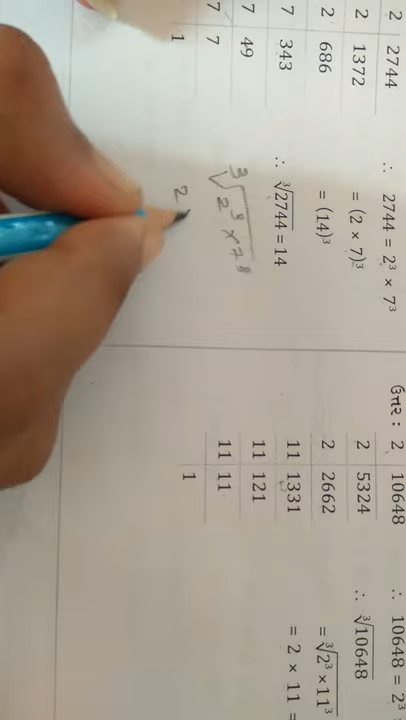 2 2744
2 1372
2 686
7 343
7 49
7 7
1
∴ 2744 = 2³ × 7³
= (2 × 7)³
= (14)³
∴ ∛2744 = 14
∛2³ × 7³
2
ઉત્તર : 2 10648
2 5324
2 2662
11 1331
11 121
11 11
1
∴ 10648 = 2³
∴ ∛10648
= ∛2³ × 11³
= 2 × 11 =